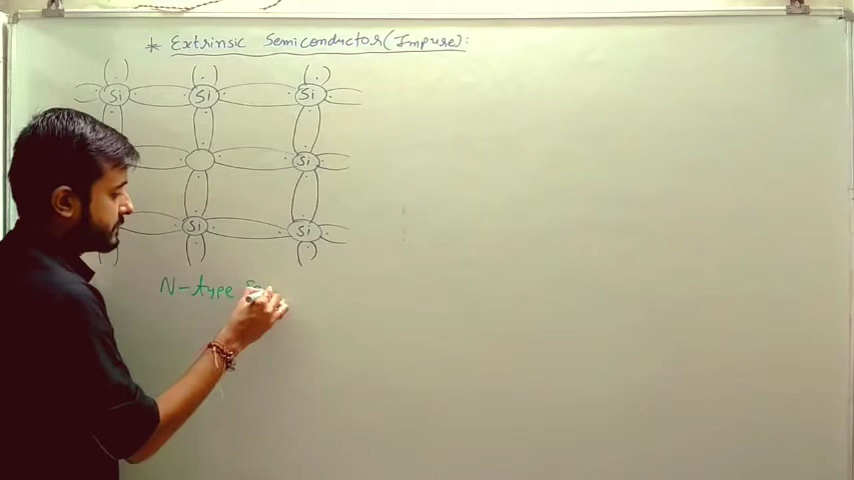 * Extrinsic Semiconductor(Impure):
Si Si Si
Si
Si Si
N-type